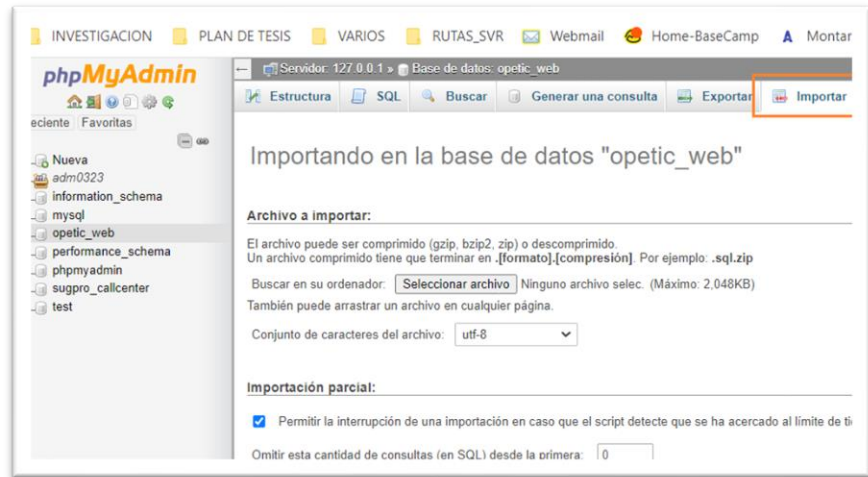 INVESTIGACION PLAN DE TESIS VARIOS RUTAS_SVR Webmail Home-BaseCamp A Montar
phpMyAdmin
eciente Favoritas
Nueva
adm0323
information_schema
mysql
opetic_web
performance_schema
phpmyadmin
sugpro_callcenter
test
Servidor: 127.0.0.1 » Base de datos: opetic_web
Estructura SQL Buscar Generar una consulta Exportar Importar
Importando en la base de datos "opetic_web"
Archivo a importar:
El archivo puede ser comprimido (gzip, bzip2, zip) o descomprimido.
Un archivo comprimido tiene que terminar en .[formato].[compresión]. Por ejemplo: .sql.zip
Buscar en su ordenador: Seleccionar archivo Ninguno archivo selec. (Máximo: 2,048KB)
También puede arrastrar un archivo en cualquier página.
Conjunto de caracteres del archivo: utf-8
Importación parcial:
Permitir la interrupción de una importación en caso que el script detecte que se ha acercado al límite de ti
Omitir esta cantidad de consultas (en SQL) desde la primera: 0